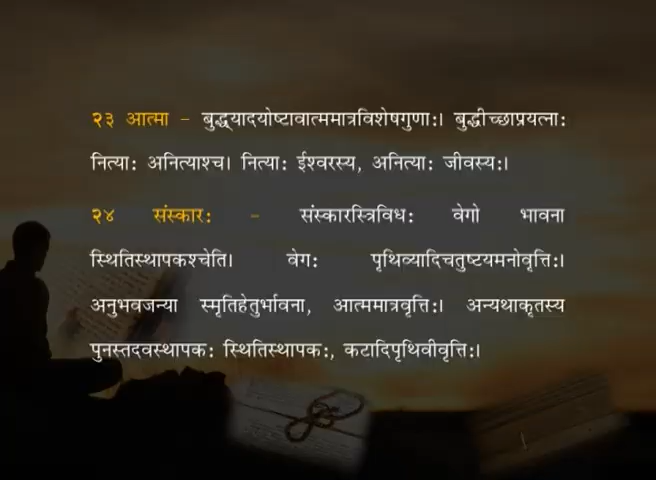 २३ आत्मा - बुद्ध्यादयोष्टावात्ममात्रविशेषगुणाः। बुद्धीच्छाप्रयत्नाः
नित्याः अनित्याश्च। नित्याः ईश्वरस्य, अनित्याः जीवस्यः।
२४ संस्कारः - संस्कारस्त्रिविधः वेगो भावना
स्थितिस्थापकश्चेति। वेगः पृथिव्यादिचतुष्टयमनोवृत्तिः।
अनुभवजन्या स्मृतिहेतुर्भावना, आत्ममात्रवृत्तिः। अन्यथाकृतस्य
पुनस्तदवस्थापकः स्थितिस्थापकः, कटादिपृथिवीवृत्तिः।